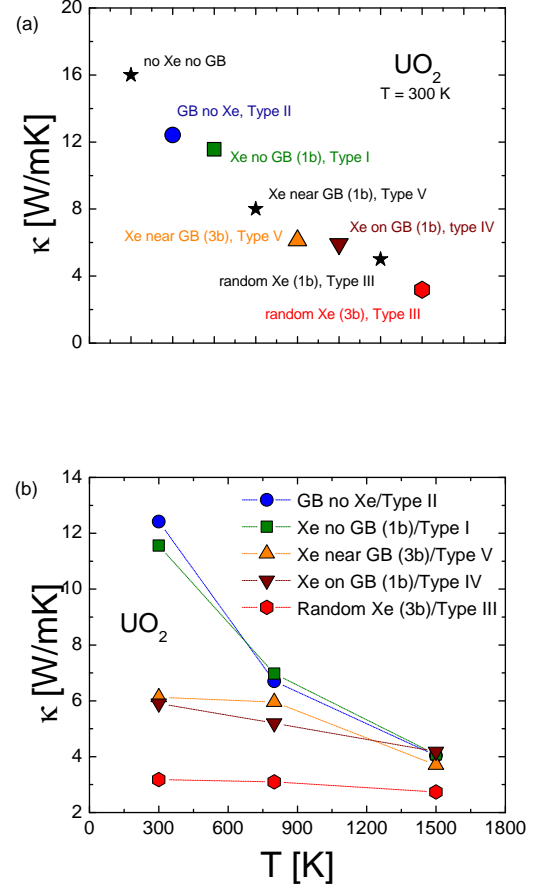 (a)
20
16
12
8
4
0
κ [W/mK]
no Xe no GB
UO2
T = 300 K
GB no Xe, Type II
Xe no GB (1b), Type I
Xe near GB (1b), Type V
Xe near GB (3b), Type V
Xe on GB (1b), type IV
random Xe (1b), Type III
random Xe (3b), Type III
(b)
14
12
10
8
6
4
2
κ [W/mK]
GB no Xe/Type II
Xe no GB (1b)/Type I
Xe near GB (3b)/Type V
Xe on GB (1b)/Type IV
Random Xe (3b)/Type III
UO2
0 300 600 900 1200 1500 1800
T [K]